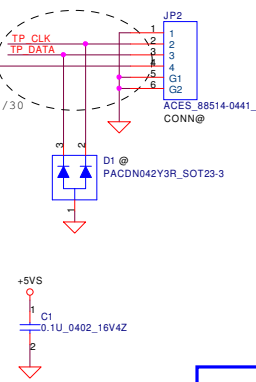 JP2
1 1
TP_CLK 2 2
TP_DATA 3 3
4 4
5 G1
6 G2
/30
ACES_88514-0441_
CONN@
3 2
D1 @
PACDN042Y3R_SOT23-3
1
+5VS
1
C1
0.1U_0402_16V4Z
2